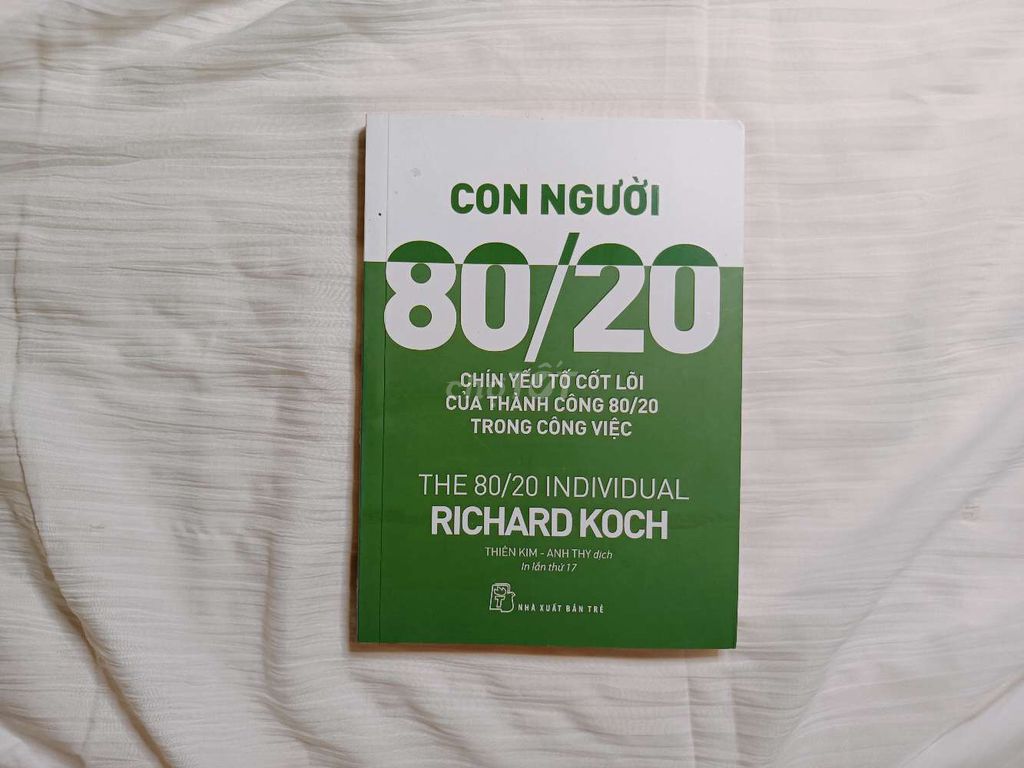 CON NGƯỜI
80/20
CHÍN YẾU TỐ CỐT LÕI
CỦA THÀNH CÔNG 80/20
TRONG CÔNG VIỆC
THE 80/20 INDIVIDUAL
RICHARD KOCH
THIÊN KIM - ANH THY dịch
In lần thứ 17
NHÀ XUẤT BẢN TRẺ
chợTỐT